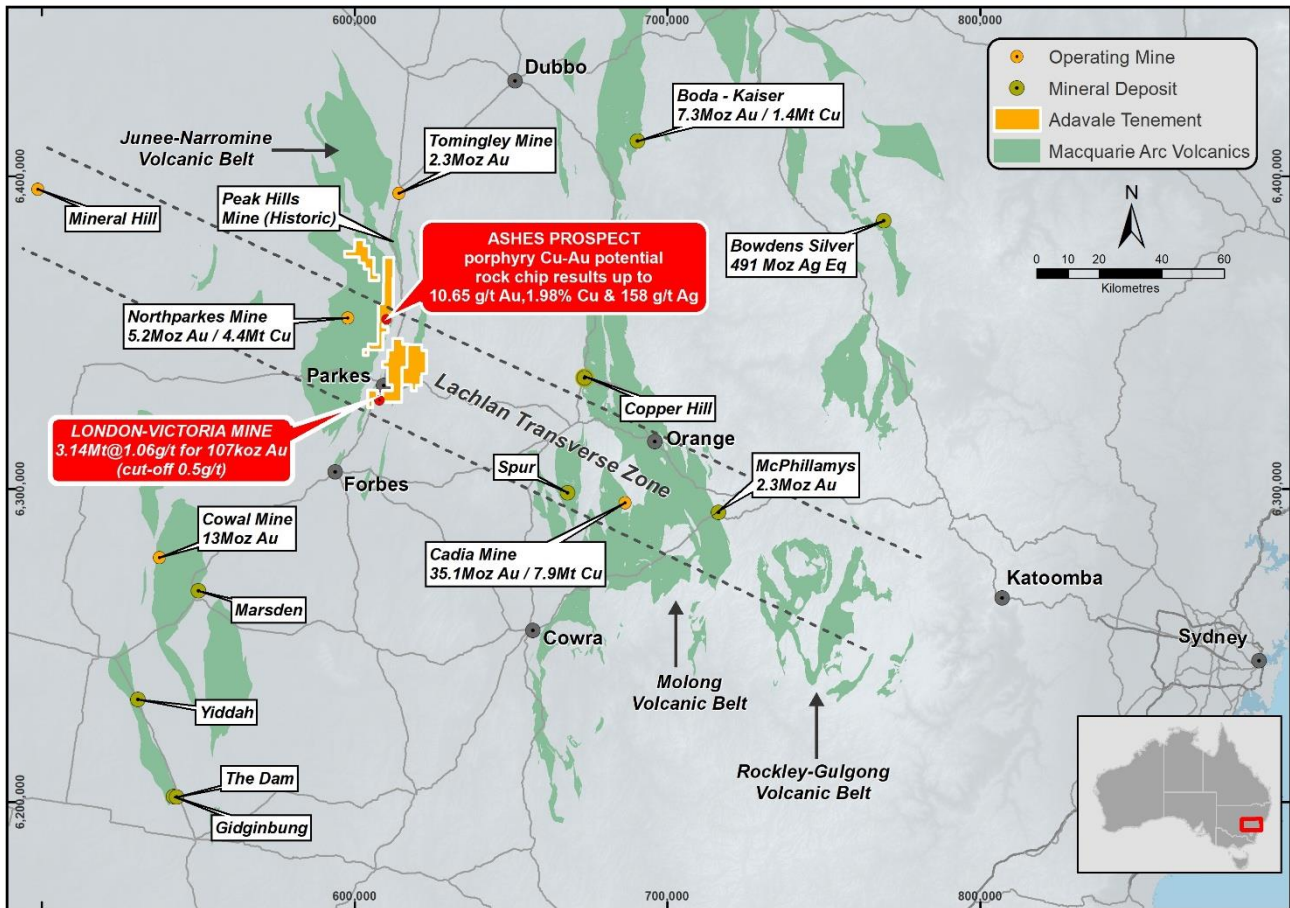 600,000
700,000
800,000
Operating Mine
Mineral Deposit
Adavale Tenement
Macquarie Arc Volcanics
Dubbo
Boda - Kaiser
7.3Moz Au / 1.4Mt Cu
Junee-Narromine
Volcanic Belt
Tomingley Mine
2.3Moz Au
6,400,000
6,400,000
Mineral Hill
Peak Hills
Mine (Historic)
N
0 10 20 40 60
Kilometres
Bowdens Silver
491 Moz Ag Eq
ASHES PROSPECT
porphyry Cu-Au potential
rock chip results up to
10.65 g/t Au,1.98% Cu & 158 g/t Ag
Northparkes Mine
5.2Moz Au / 4.4Mt Cu
Parkes
Lachlan Transverse Zone
Copper Hill
LONDON-VICTORIA MINE
3.14Mt@1.06g/t for 107koz Au
(cut-off 0.5g/t)
Orange
Forbes
Spur
McPhillamys
2.3Moz Au
6,300,000
6,300,000
Cowal Mine
13Moz Au
Cadia Mine
35.1Moz Au / 7.9Mt Cu
Marsden
Katoomba
Cowra
Sydney
Molong
Volcanic Belt
Yiddah
Rockley-Gulgong
Volcanic Belt
The Dam
Gidginbung
6,200,000
600,000
700,000
800,000